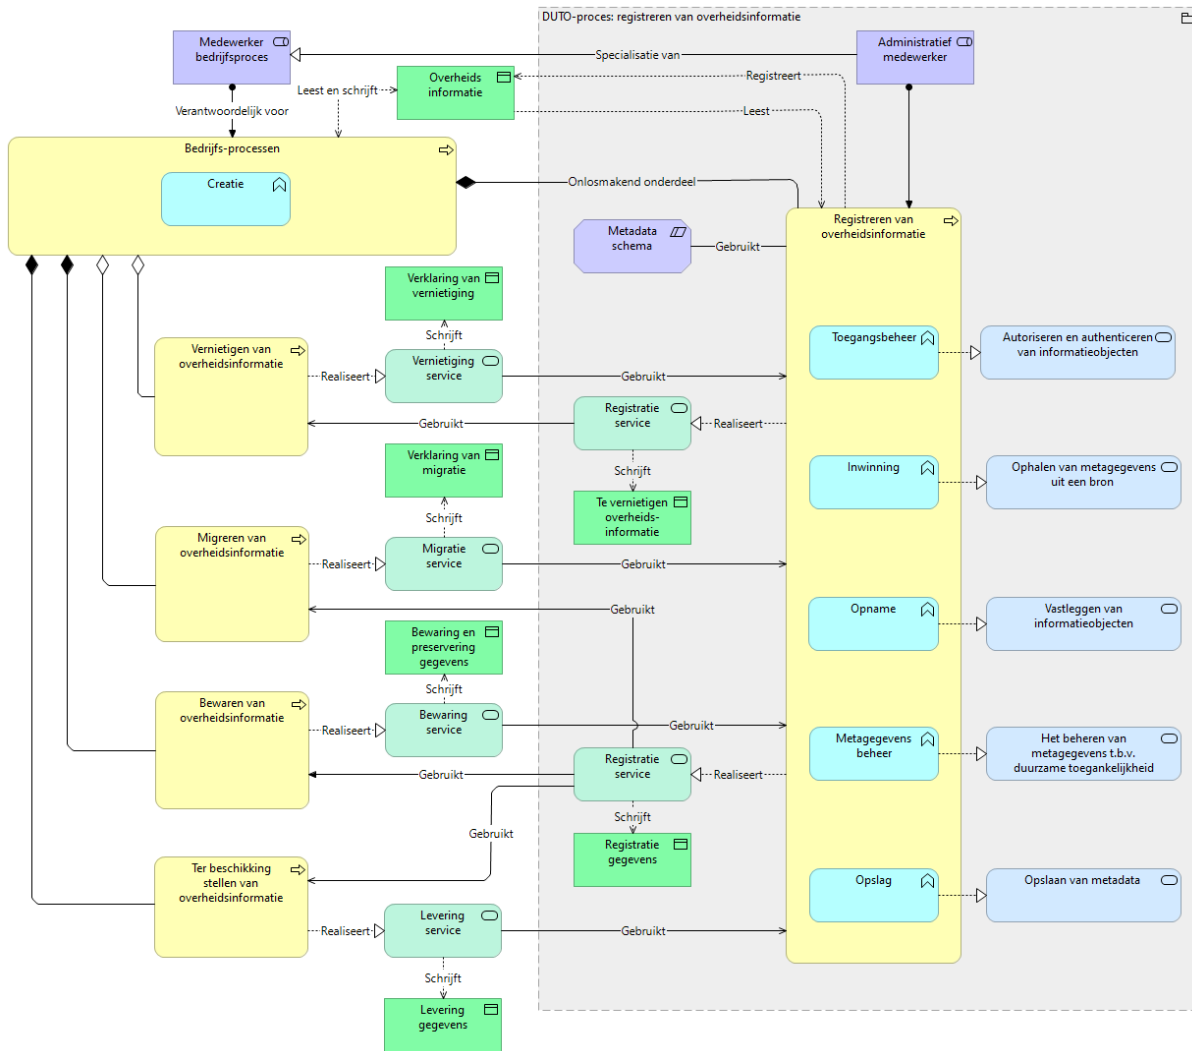 DUTO-proces: registreren van overheidsinformatie
Medewerker
bedrijfsproces
Specialisatie van
Administratief
medewerker
Overheids
informatie
Registreert
Leest en schrijft
Leest
Verantwoordelijk voor
Bedrijfs-processen
Creatie
Onlosmakend onderdeel
Metadata
schema
Gebruikt
Registreren van
overheidsinformatie
Verklaring van
vernietiging
Schrijft
Vernietigen van
overheidsinformatie
Realiseert
Vernietiging
service
Gebruikt
Toegangsbeheer
Autoriseren en authenticeren
van informatieobjecten
Gebruikt
Registratie
service
Realiseert
Schrijft
Te vernietigen
overheids-
informatie
Verklaring van
migratie
Schrijft
Inwinning
Ophalen van metagegevens
uit een bron
Migreren van
overheidsinformatie
Realiseert
Migratie
service
Gebruikt
Gebruikt
Opname
Vastleggen van
informatieobjecten
Bewaring en
preservering
gegevens
Schrijft
Bewaren van
overheidsinformatie
Realiseert
Bewaring
service
Gebruikt
Metagegevens
beheer
Het beheren van
metagegevens t.b.v.
duurzame toegankelijkheid
Gebruikt
Registratie
service
Realiseert
Schrijft
Gebruikt
Registratie
gegevens
Ter beschikking
stellen van
overheidsinformatie
Opslag
Opslaan van metadata
Realiseert
Levering
service
Gebruikt
Schrijft
Levering
gegevens